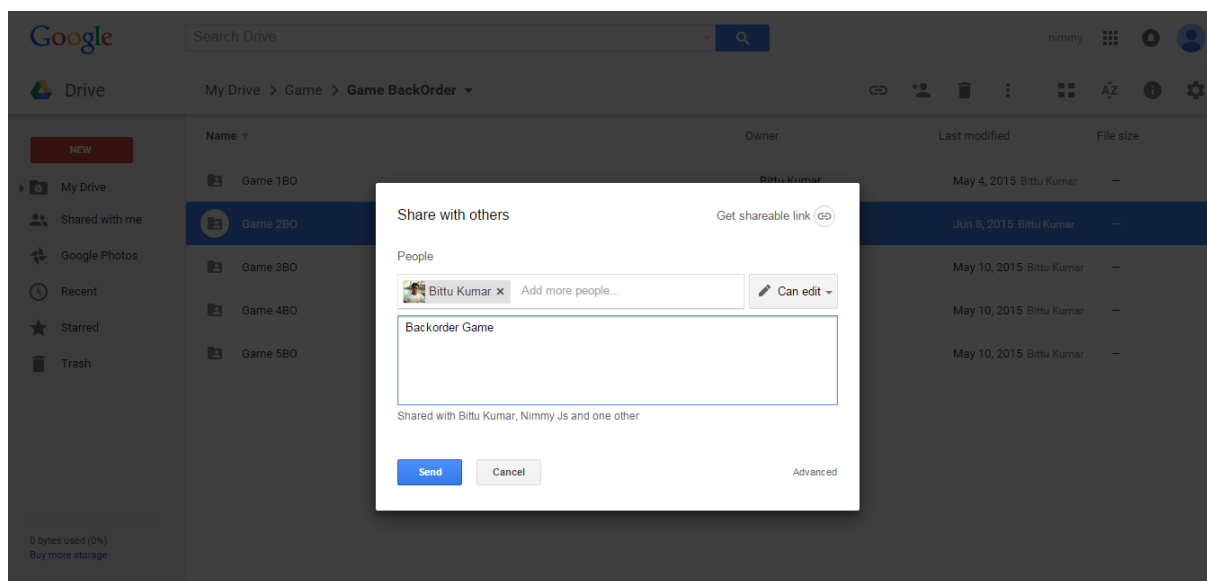 Google
Search Drive
nimmy
Drive
My Drive > Game > Game BackOrder
NEW
My Drive
Shared with me
Google Photos
Recent
Starred
Trash
0 bytes used (0%)
Buy more storage
Name ↑ Owner Last modified File size
Game 1BO Bittu Kumar May 4, 2015 Bittu Kumar —
Game 2BO Jun 8, 2015 Bittu Kumar —
Game 3BO May 10, 2015 Bittu Kumar —
Game 4BO May 10, 2015 Bittu Kumar —
Game 5BO May 10, 2015 Bittu Kumar —
Share with others Get shareable link
People
Bittu Kumar × Add more people... Can edit
Backorder Game
Shared with Bittu Kumar, Nimmy Js and one other
Send Cancel Advanced